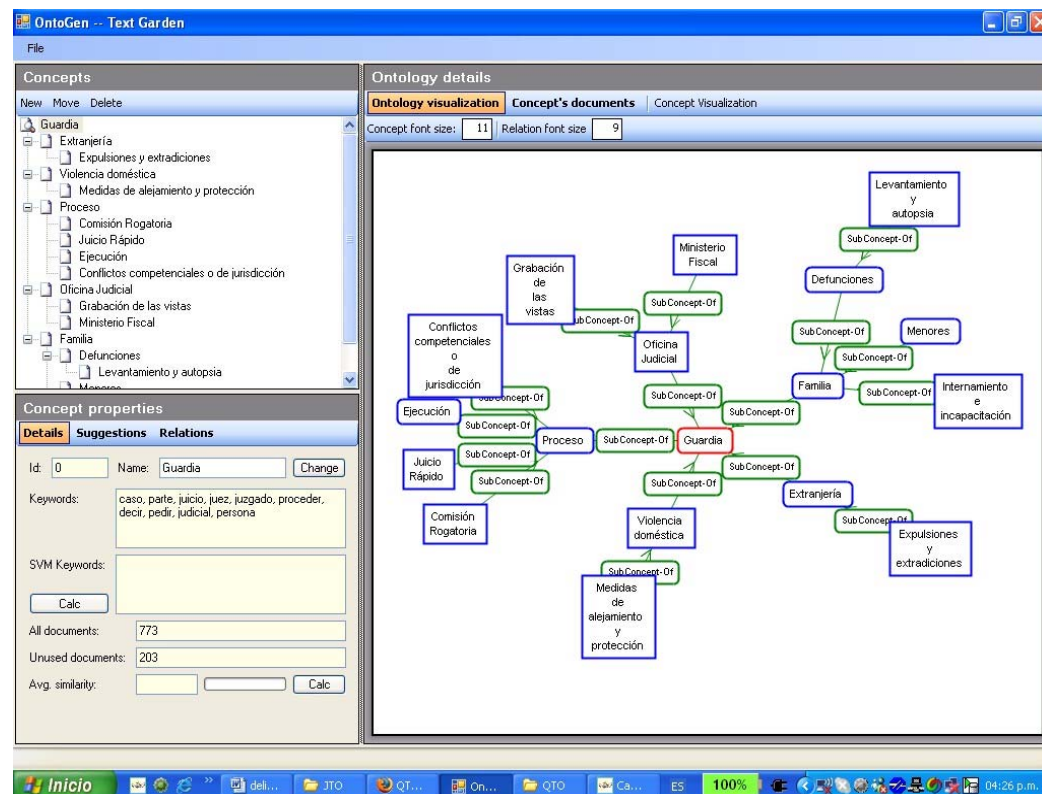 OntoGen -- Text Garden
File
Concepts
New Move Delete
Guardia
Extranjería
Expulsiones y extradiciones
Violencia doméstica
Medidas de alejamiento y protección
Proceso
Comisión Rogatoria
Juicio Rápido
Ejecución
Conflictos competenciales o de jurisdicción
Oficina Judicial
Grabación de las vistas
Ministerio Fiscal
Familia
Defunciones
Levantamiento y autopsia
Menores
Concept properties
Details Suggestions Relations
Id: 0 Name: Guardia Change
Keywords: caso, parte, juicio, juez, juzgado, proceder,
decir, pedir, judicial, persona
SVM Keywords:
Calc
All documents: 773
Unused documents: 203
Avg. similarity: Calc
Ontology details
Ontology visualization Concept's documents Concept Visualization
Concept font size: 11 Relation font size 9
Levantamiento
y
autopsia
SubConcept-Of
Defunciones
Ministerio
Fiscal
Grabación
de
las
vistas
SubConcept-Of
SubConcept-Of
Oficina
Judicial
SubConcept-Of
Menores
SubConcept-Of
Familia
SubConcept-Of
Internamiento
e
incapacitación
Conflictos
competenciales
o
de
jurisdicción
SubConcept-Of
SubConcept-Of
SubConcept-Of
Ejecución
SubConcept-Of
Proceso
SubConcept-Of
Guardia
Juicio
Rápido
SubConcept-Of
SubConcept-Of
SubConcept-Of
SubConcept-Of
Extranjería
Comisión
Rogatoria
Violencia
doméstica
SubConcept-Of
Expulsiones
y
extradiciones
SubConcept-Of
Medidas
de
alejamiento
y
protección
Inicio deli... JTO QT... On... QTO Ca... ES 100% 04:26 p.m.